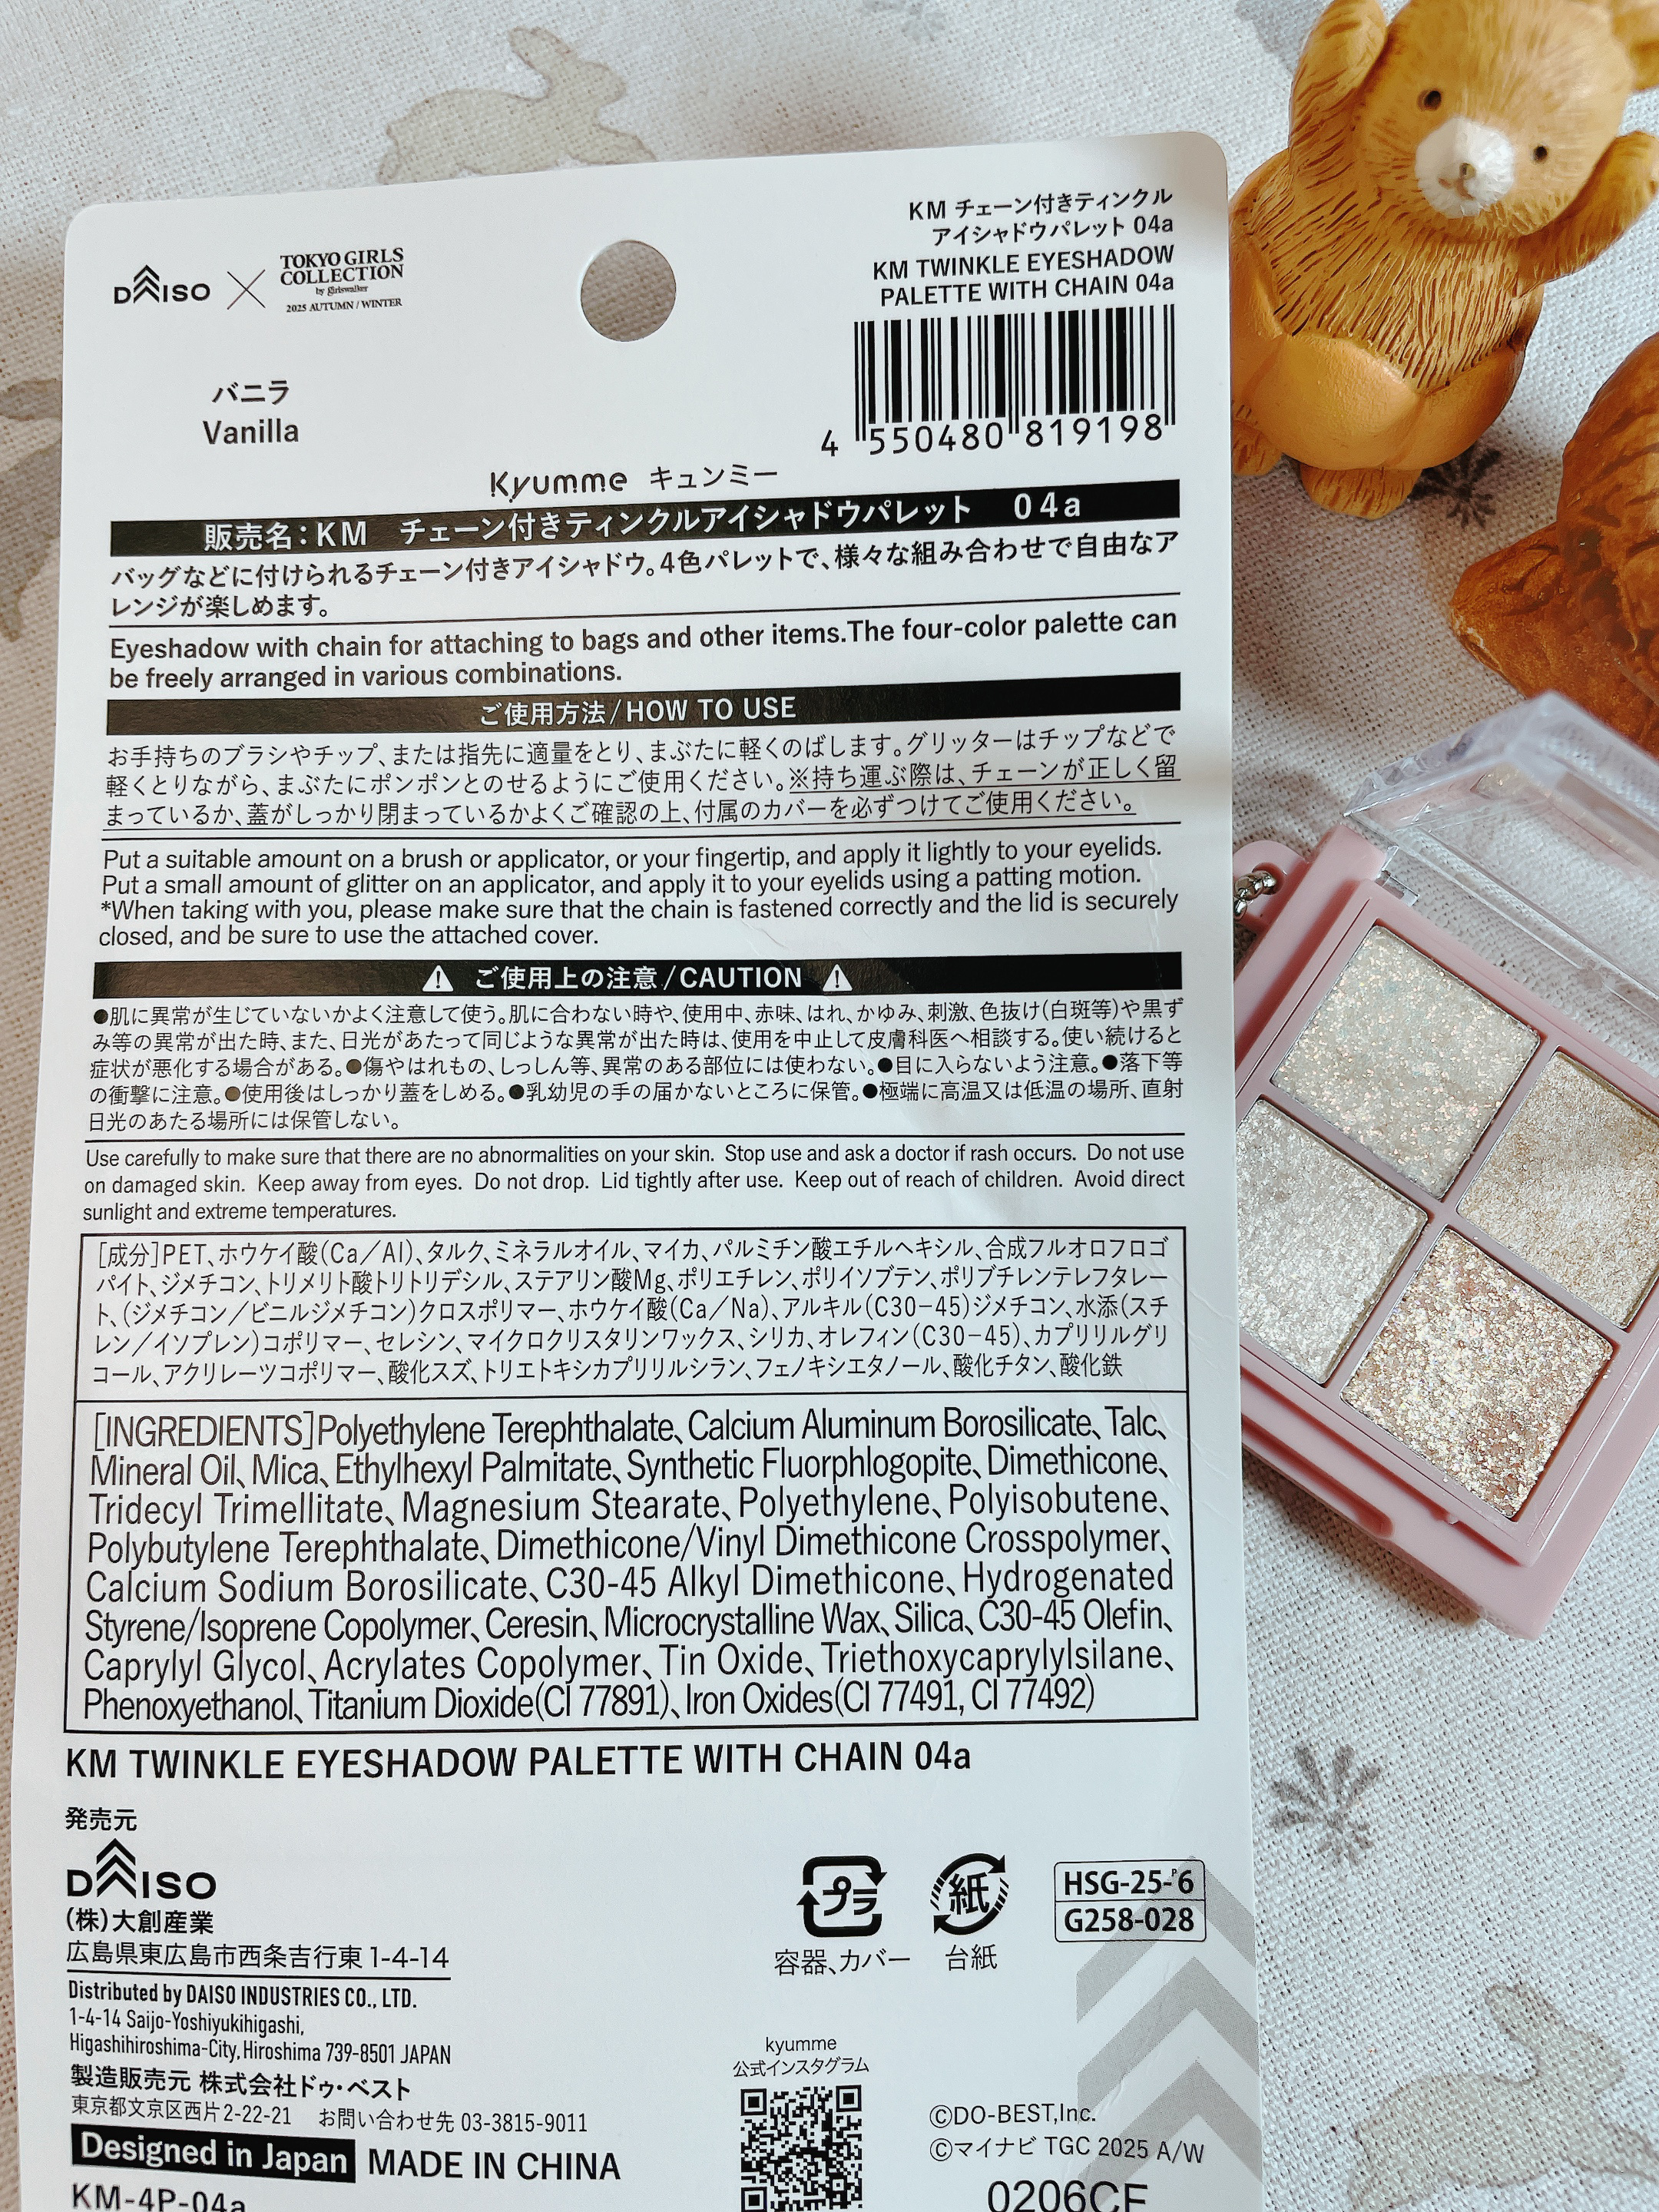 DAISO
TOKYO GIRLS
COLLECTION
by girlswalker
2025 AUTUMN / WINTER
KM チェーン付きティンクル
アイシャドウパレット 04a
KM TWINKLE EYESHADOW
PALETTE WITH CHAIN 04a
4 550480 819198
バニラ
Vanilla
Kyumme キュンミー
販売名:KM チェーン付きティンクルアイシャドウパレット 04a
バッグなどに付けられるチェーン付きアイシャドウ。4色パレットで、様々な組み合わせで自由なア
レンジが楽しめます。
Eyeshadow with chain for attaching to bags and other items.The four-color palette can
be freely arranged in various combinations.
ご使用方法/HOW TO USE
お手持ちのブラシやチップ、または指先に適量をとり、まぶたに軽くのばします。グリッターはチップなどで
軽くとりながら、まぶたにポンポンとのせるようにご使用ください。※持ち運ぶ際は、チェーンが正しく留
まっているか、蓋がしっかり閉まっているかよくご確認の上、付属のカバーを必ずつけてご使用ください。
Put a suitable amount on a brush or applicator, or your fingertip, and apply it lightly to your eyelids.
Put a small amount of glitter on an applicator, and apply it to your eyelids using a patting motion.
*When taking with you, please make sure that the chain is fastened correctly and the lid is securely
closed, and be sure to use the attached cover.
ご使用上の注意/CAUTION
●肌に異常が生じていないかよく注意して使う。肌に合わない時や、使用中、赤味、はれ、かゆみ、刺激、色抜け(白斑等)や黒ず
み等の異常が出た時、また、日光があたって同じような異常が出た時は、使用を中止して皮膚科医へ相談する。使い続けると
症状が悪化する場合がある。●傷やはれもの、しっしん等、異常のある部位には使わない。●目に入らないよう注意。●落下等
の衝撃に注意。●使用後はしっかり蓋をしめる。●乳幼児の手の届かないところに保管。●極端に高温又は低温の場所、直射
日光のあたる場所には保管しない。
Use carefully to make sure that there are no abnormalities on your skin. Stop use and ask a doctor if rash occurs. Do not use
on damaged skin. Keep away from eyes. Do not drop. Lid tightly after use. Keep out of reach of children. Avoid direct
sunlight and extreme temperatures.
[成分]PET、ホウケイ酸(Ca/Al)、タルク、ミネラルオイル、マイカ、パルミチン酸エチルヘキシル、合成フルオロフロゴ
パイト、ジメチコン、トリメリト酸トリトリデシル、ステアリン酸Mg、ポリエチレン、ポリイソブテン、ポリブチレンテレフタレー
ト、(ジメチコン/ビニルジメチコン)クロスポリマー、ホウケイ酸(Ca/Na)、アルキル(C30-45)ジメチコン、水添(スチ
レン/イソプレン)コポリマー、セレシン、マイクロクリスタリンワックス、シリカ、オレフィン(C30-45)、カプリリルグリ
コール、アクリレーツコポリマー、酸化スズ、トリエトキシカプリリルシラン、フェノキシエタノール、酸化チタン、酸化鉄
[INGREDIENTS]Polyethylene Terephthalate、Calcium Aluminum Borosilicate、Talc、
Mineral Oil、Mica、Ethylhexyl Palmitate、Synthetic Fluorphlogopite、Dimethicone、
Tridecyl Trimellitate、Magnesium Stearate、Polyethylene、Polyisobutene、
Polybutylene Terephthalate、Dimethicone/Vinyl Dimethicone Crosspolymer、
Calcium Sodium Borosilicate、C30-45 Alkyl Dimethicone、Hydrogenated
Styrene/Isoprene Copolymer、Ceresin、Microcrystalline Wax、Silica、C30-45 Olefin、
Caprylyl Glycol、Acrylates Copolymer、Tin Oxide、Triethoxycaprylylsilane、
Phenoxyethanol、Titanium Dioxide(CI 77891)、Iron Oxides(CI 77491, CI 77492)
KM TWINKLE EYESHADOW PALETTE WITH CHAIN 04a
発売元
DAISO
(株)大創産業
広島県東広島市西条吉行東1-4-14
Distributed by DAISO INDUSTRIES CO., LTD.
1-4-14 Saijo-Yoshiyukihigashi,
Higashihiroshima-City, Hiroshima 739-8501 JAPAN
製造販売元 株式会社ドゥ・ベスト
東京都文京区西片2-22-21 お問い合わせ先 03-3815-9011
Designed in Japan MADE IN CHINA
KM-4P-04a
プラ
容器、カバー
紙
台紙
HSG-25-P6
G258-028
kyumme
公式インスタグラム
©DO-BEST,Inc.
©マイナビ TGC 2025 A/W
0206CF